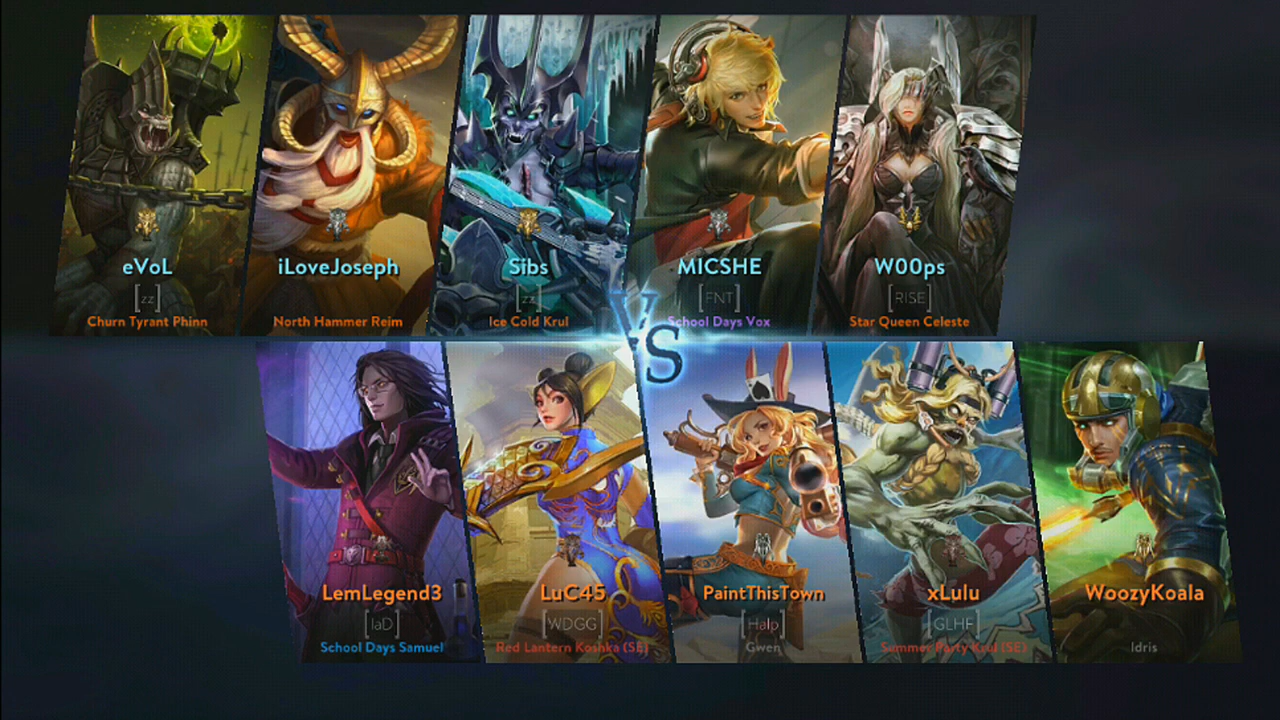 eVoL
[zz]
Churn Tyrant Phinn
iLoveJoseph
North Hammer Reim
Sibs
[zz]
Ice Cold Krul
MICSHE
[FNT]
School Days Vox
W00ps
[RISE]
Star Queen Celeste
VS
LemLegend3
[IaD]
School Days Samuel
LuC45
[WDGG]
Red Lantern Koshka (SE)
PaintThisTown
[Halp]
Gwen
xLulu
[GLHF]
Summer Party Krul (SE)
WoozyKoala
Idris